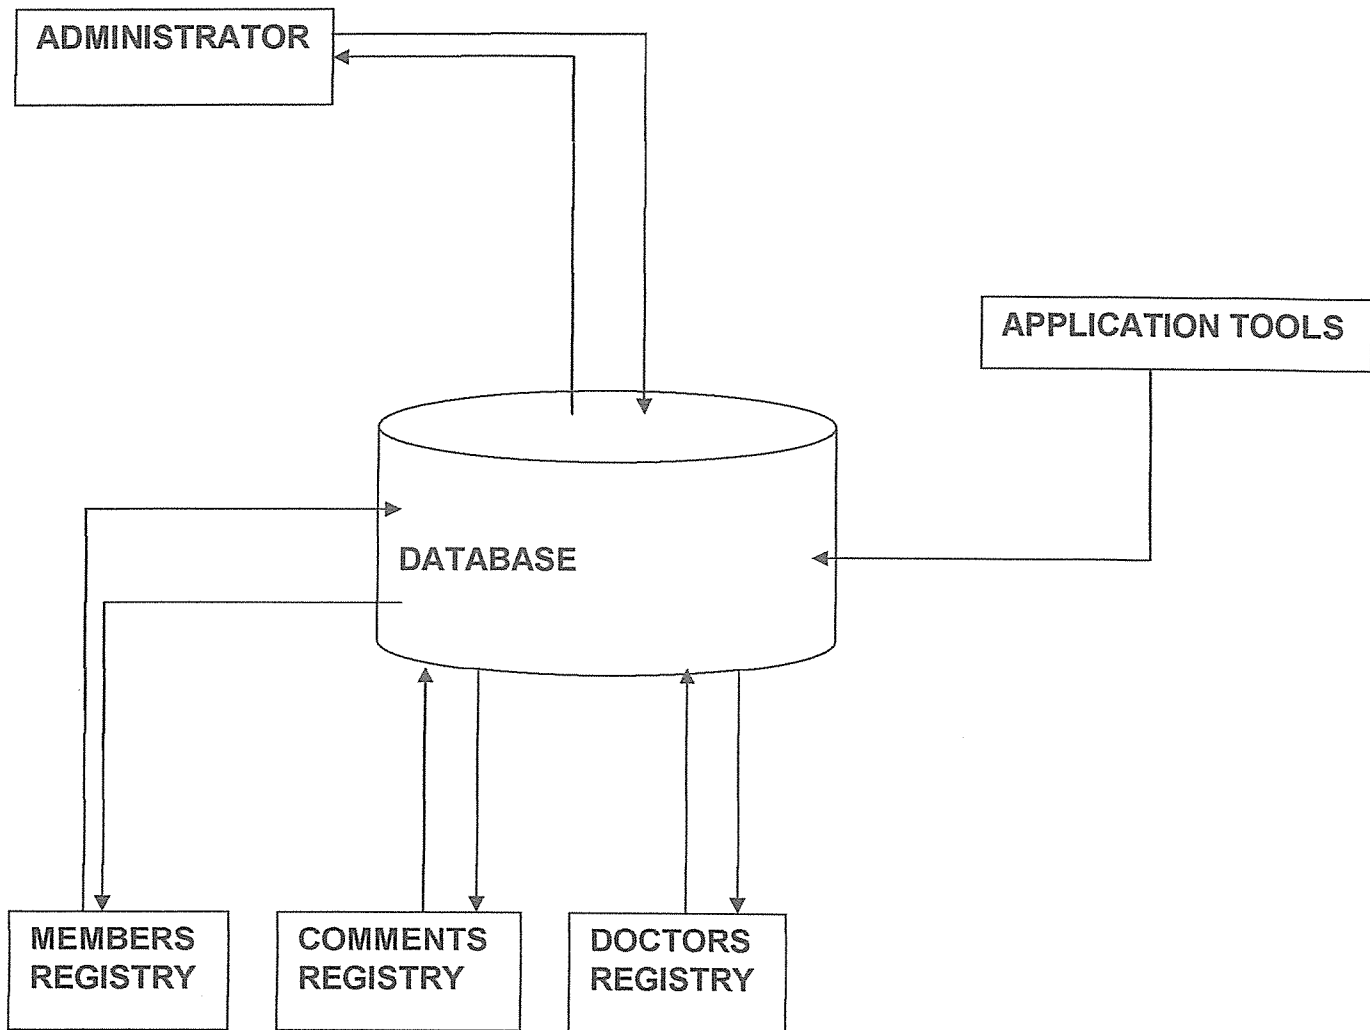 ADMINISTRATOR
APPLICATION TOOLS
DATABASE
MEMBERS
REGISTRY
COMMENTS
REGISTRY
DOCTORS
REGISTRY